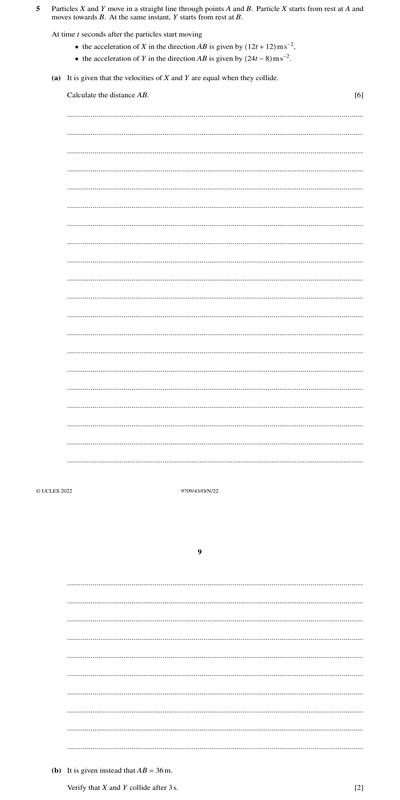 5 Particles X and Y move in a straight line through points A and B. Particle X starts from rest at A and
moves towards B. At the same instant, Y starts from rest at B.
At time t seconds after the particles start moving
• the acceleration of X in the direction AB is given by (12t + 12) m s⁻²,
• the acceleration of Y in the direction AB is given by (24t – 8) m s⁻².
(a) It is given that the velocities of X and Y are equal when they collide.
Calculate the distance AB. [6]
© UCLES 2022 9709/43/O/N/22
9
(b) It is given instead that AB = 36 m.
Verify that X and Y collide after 3 s. [2]